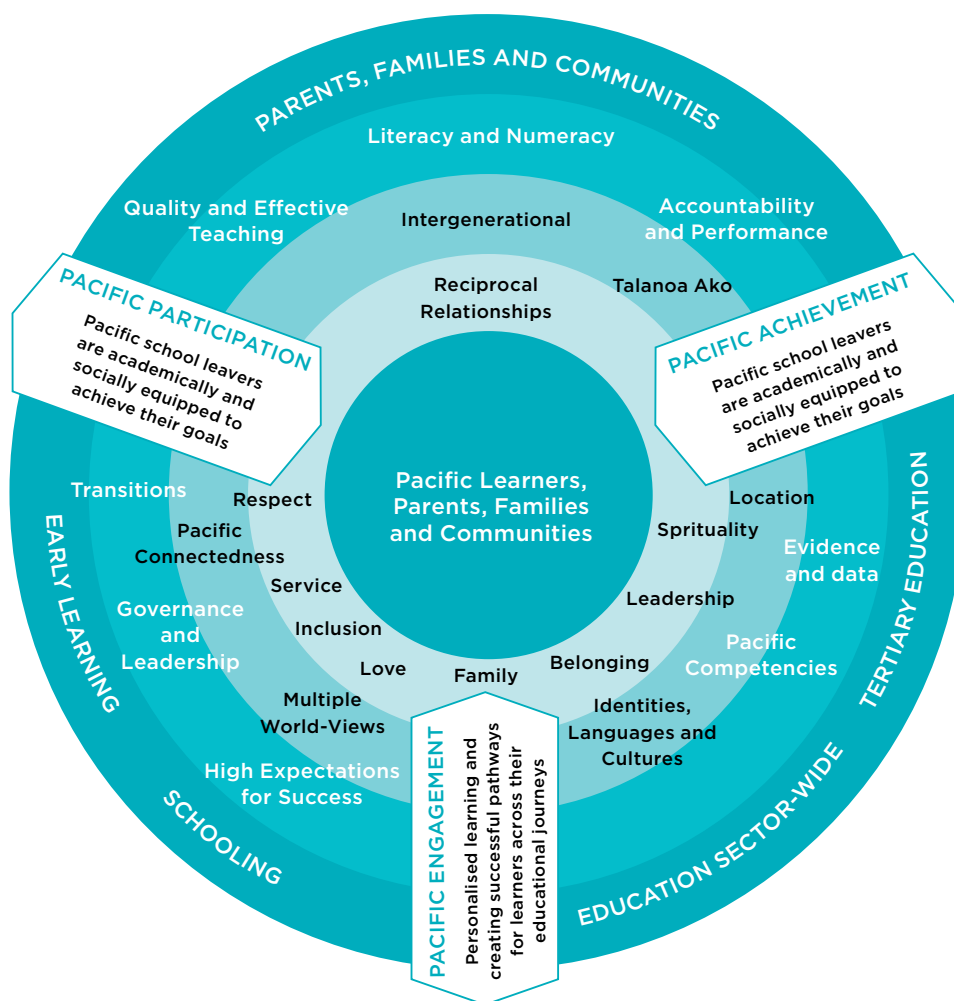 PARENTS, FAMILIES AND COMMUNITIES
Literacy and Numeracy
Quality and Effective
Teaching
Accountability
and Performance
Intergenerational
Talanoa Ako
Reciprocal
Relationships
PACIFIC PARTICIPATION
Pacific school leavers
are academically and
socially equipped to
achieve their goals
PACIFIC ACHIEVEMENT
Pacific school leavers
are academically and
socially equipped to
achieve their goals
Pacific Learners,
Parents, Families
and Communities
Transitions
Respect
Location
Pacific
Connectedness
Sprituality
Evidence
and data
Service
Leadership
Governance
and
Leadership
Inclusion
Pacific
Competencies
Love
Family
Belonging
Multiple
World-Views
Identities,
Languages and
Cultures
High Expectations
for Success
EARLY LEARNING
SCHOOLING
PACIFIC ENGAGEMENT
Personalised learning and
creating successful pathways
for learners across their
educational journeys
EDUCATION SECTOR-WIDE
TERTIARY EDUCATION